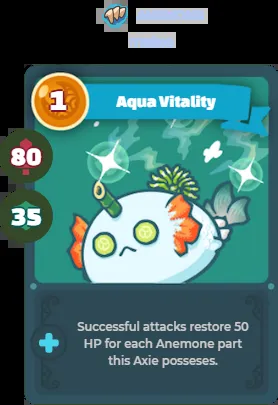 1
Aqua Vitality
80
35
Successful attacks restore 50
HP for each Anemone part
this Axie posseses.